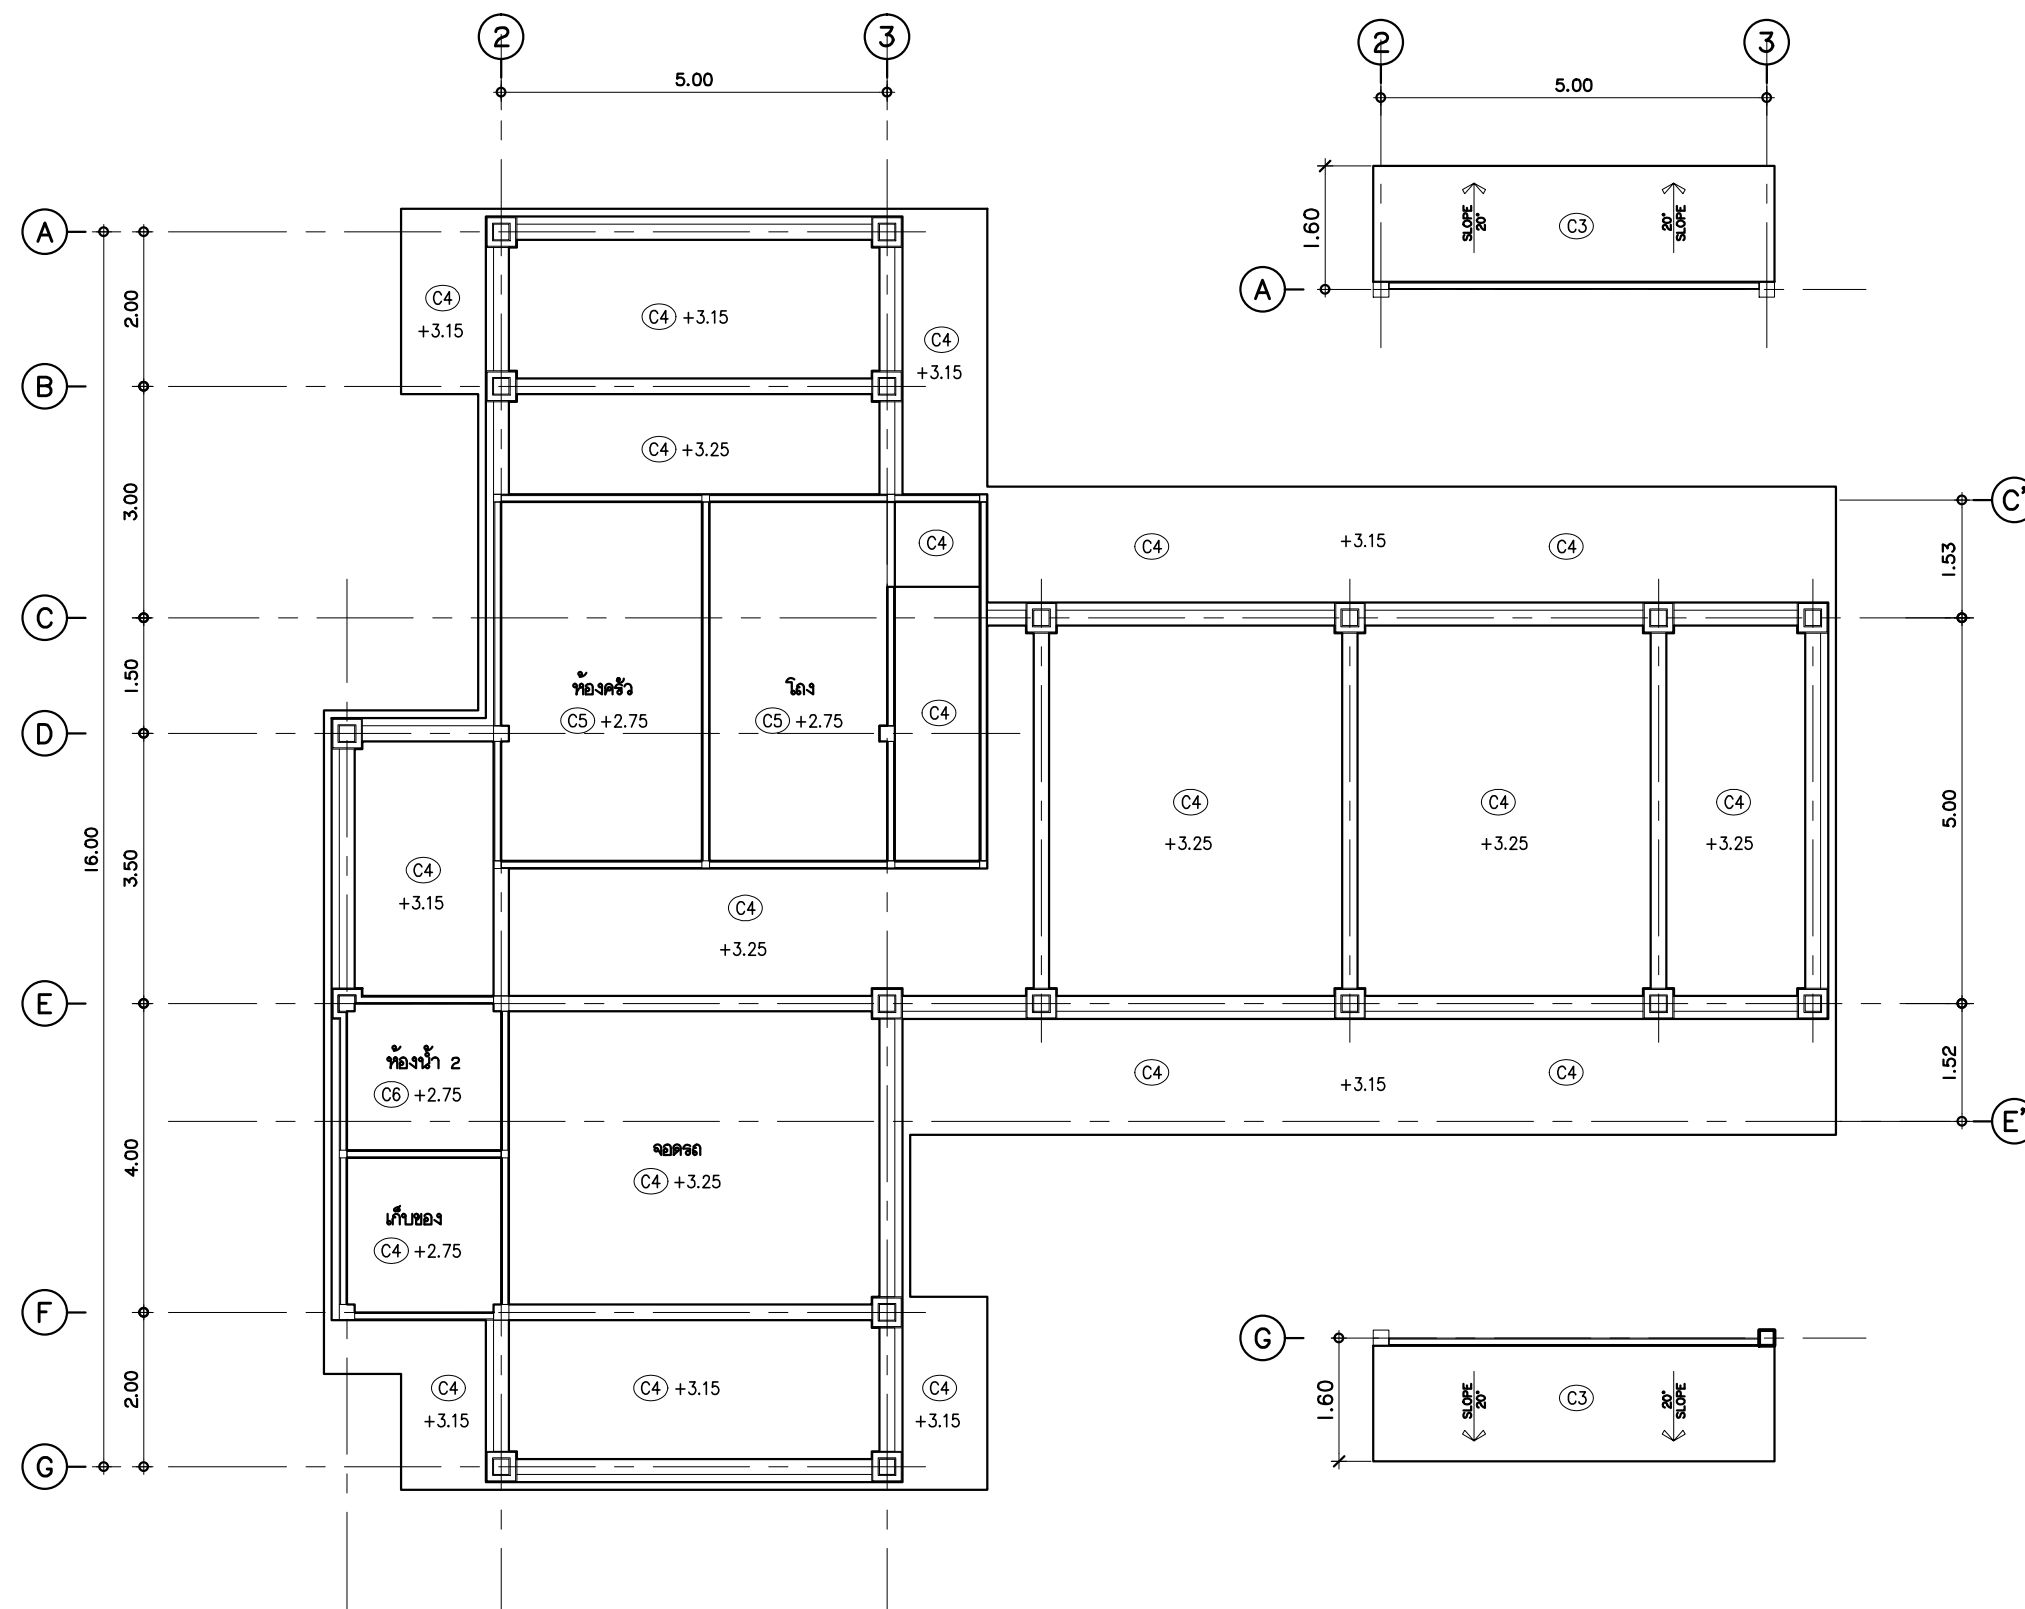 2
3
2
3
5.00
5.00
A
1.60
SLOPE
20°
C3
20°
SLOPE
A
2.00
C4
+3.15
C4 +3.15
C4
+3.15
B
C4 +3.25
3.00
C'
C4
C4
+3.15
C4
1.53
C
1.50
ห้องครัว
C5 +2.75
โถง
C5 +2.75
C4
D
16.00
3.50
C4
+3.15
C4
+3.25
C4
+3.25
C4
+3.25
C4
+3.25
5.00
E
ห้องน้ำ 2
C6 +2.75
C4
+3.15
C4
1.52
E'
4.00
จอดรถ
C4 +3.25
เก็บของ
C4 +2.75
F
G
2.00
C4
+3.15
C4 +3.15
C4
+3.15
1.60
SLOPE
20°
C3
20°
SLOPE
G